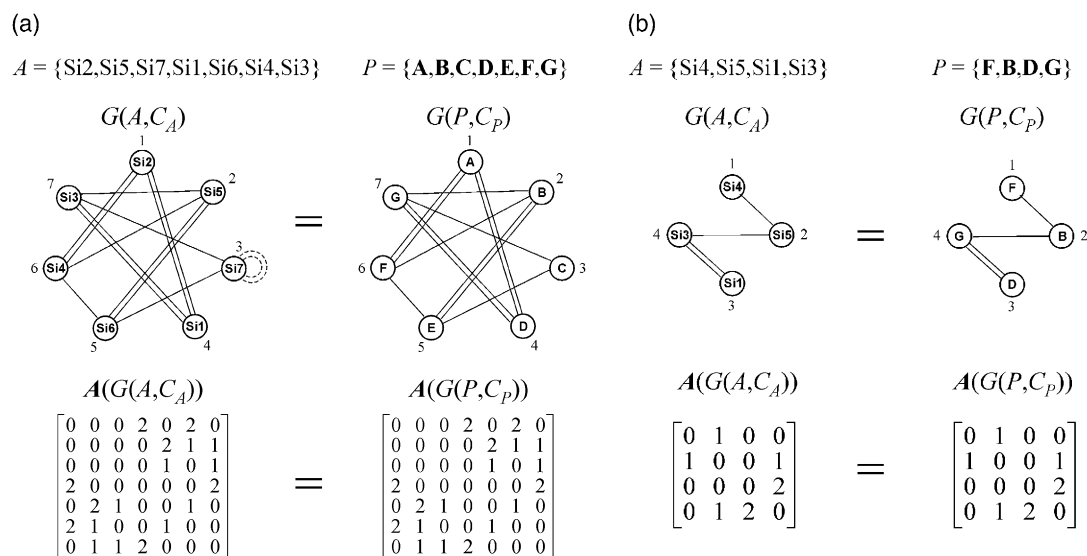 (a)
A = {Si2,Si5,Si7,Si1,Si6,Si4,Si3}
P = {A,B,C,D,E,F,G}
G(A,C_A)
G(P,C_P)
1
Si2
2
Si5
3
Si7
4
Si1
5
Si6
6
Si4
7
Si3
=
1
A
2
B
3
C
4
D
5
E
6
F
7
G
A(G(A,C_A))
A(G(P,C_P))
0 0 0 2 0 2 0
0 0 0 0 2 1 1
0 0 0 0 1 0 1
2 0 0 0 0 0 2
0 2 1 0 0 1 0
2 1 0 0 1 0 0
0 1 1 2 0 0 0
=
0 0 0 2 0 2 0
0 0 0 0 2 1 1
0 0 0 0 1 0 1
2 0 0 0 0 0 2
0 2 1 0 0 1 0
2 1 0 0 1 0 0
0 1 1 2 0 0 0
(b)
A = {Si4,Si5,Si1,Si3}
P = {F,B,D,G}
G(A,C_A)
G(P,C_P)
1
Si4
4 Si3
Si5 2
Si1
3
=
1
F
4 G
B 2
D
3
A(G(A,C_A))
A(G(P,C_P))
0 1 0 0
1 0 0 1
0 0 0 2
0 1 2 0
=
0 1 0 0
1 0 0 1
0 0 0 2
0 1 2 0